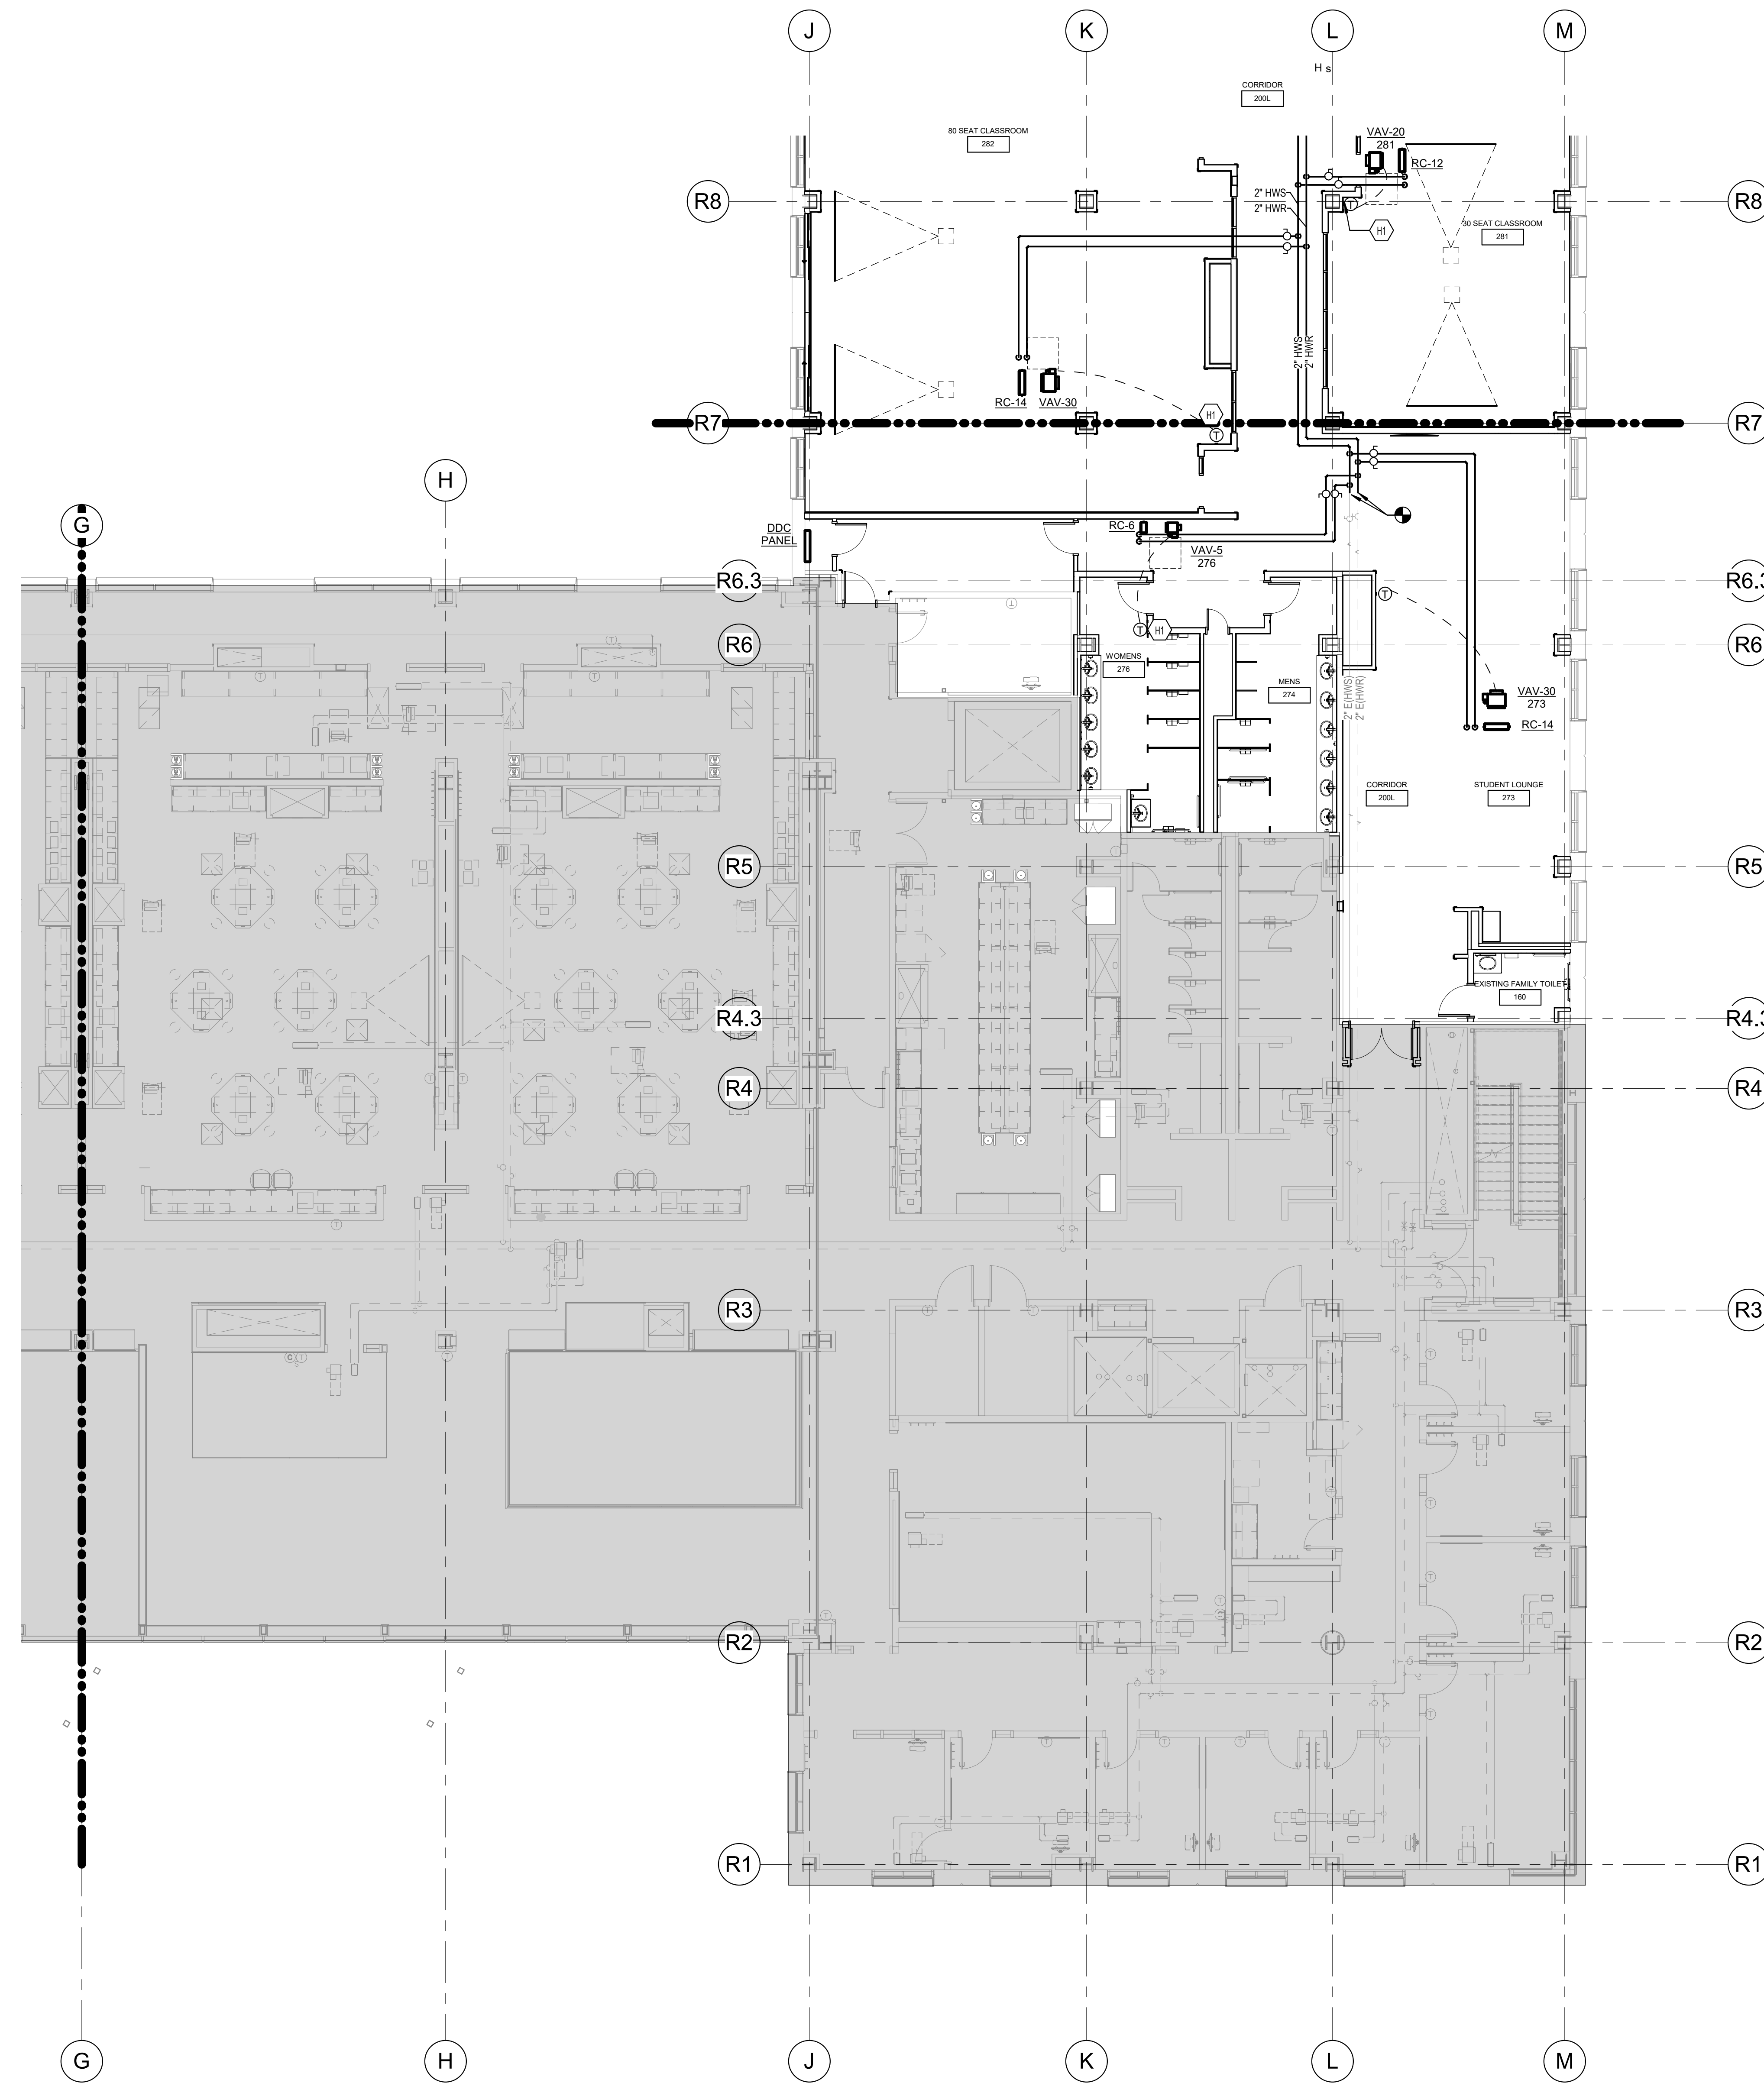 J
K
L
M
H s
CORRIDOR
200L
80 SEAT CLASSROOM
282
VAV-20
281
RC-12
R8
2" HWS
2" HWR
T
H1
30 SEAT CLASSROOM
281
R8
2" HWS
2" HWR
RC-14
VAV-30
H1
T
R7
R7
H
G
DDC
PANEL
RC-6
VAV-5
276
R6.3
T
T
R6.3
T
H1
R6
T
WOMENS
276
MENS
274
R6
T
T
2" E(HWS)
2" E(HWR)
VAV-30
273
RC-14
CORRIDOR
200L
STUDENT LOUNGE
273
T
R5
R5
EXISTING FAMILY TOILET
160
R4.3
R4.3
T
T
R4
R4
T
T
R3
T
T
R3
C T
S
T
T
T
T
T
T
T
R2
R2
T
T
T
T
T
T
R1
R1
G
H
J
K
L
M